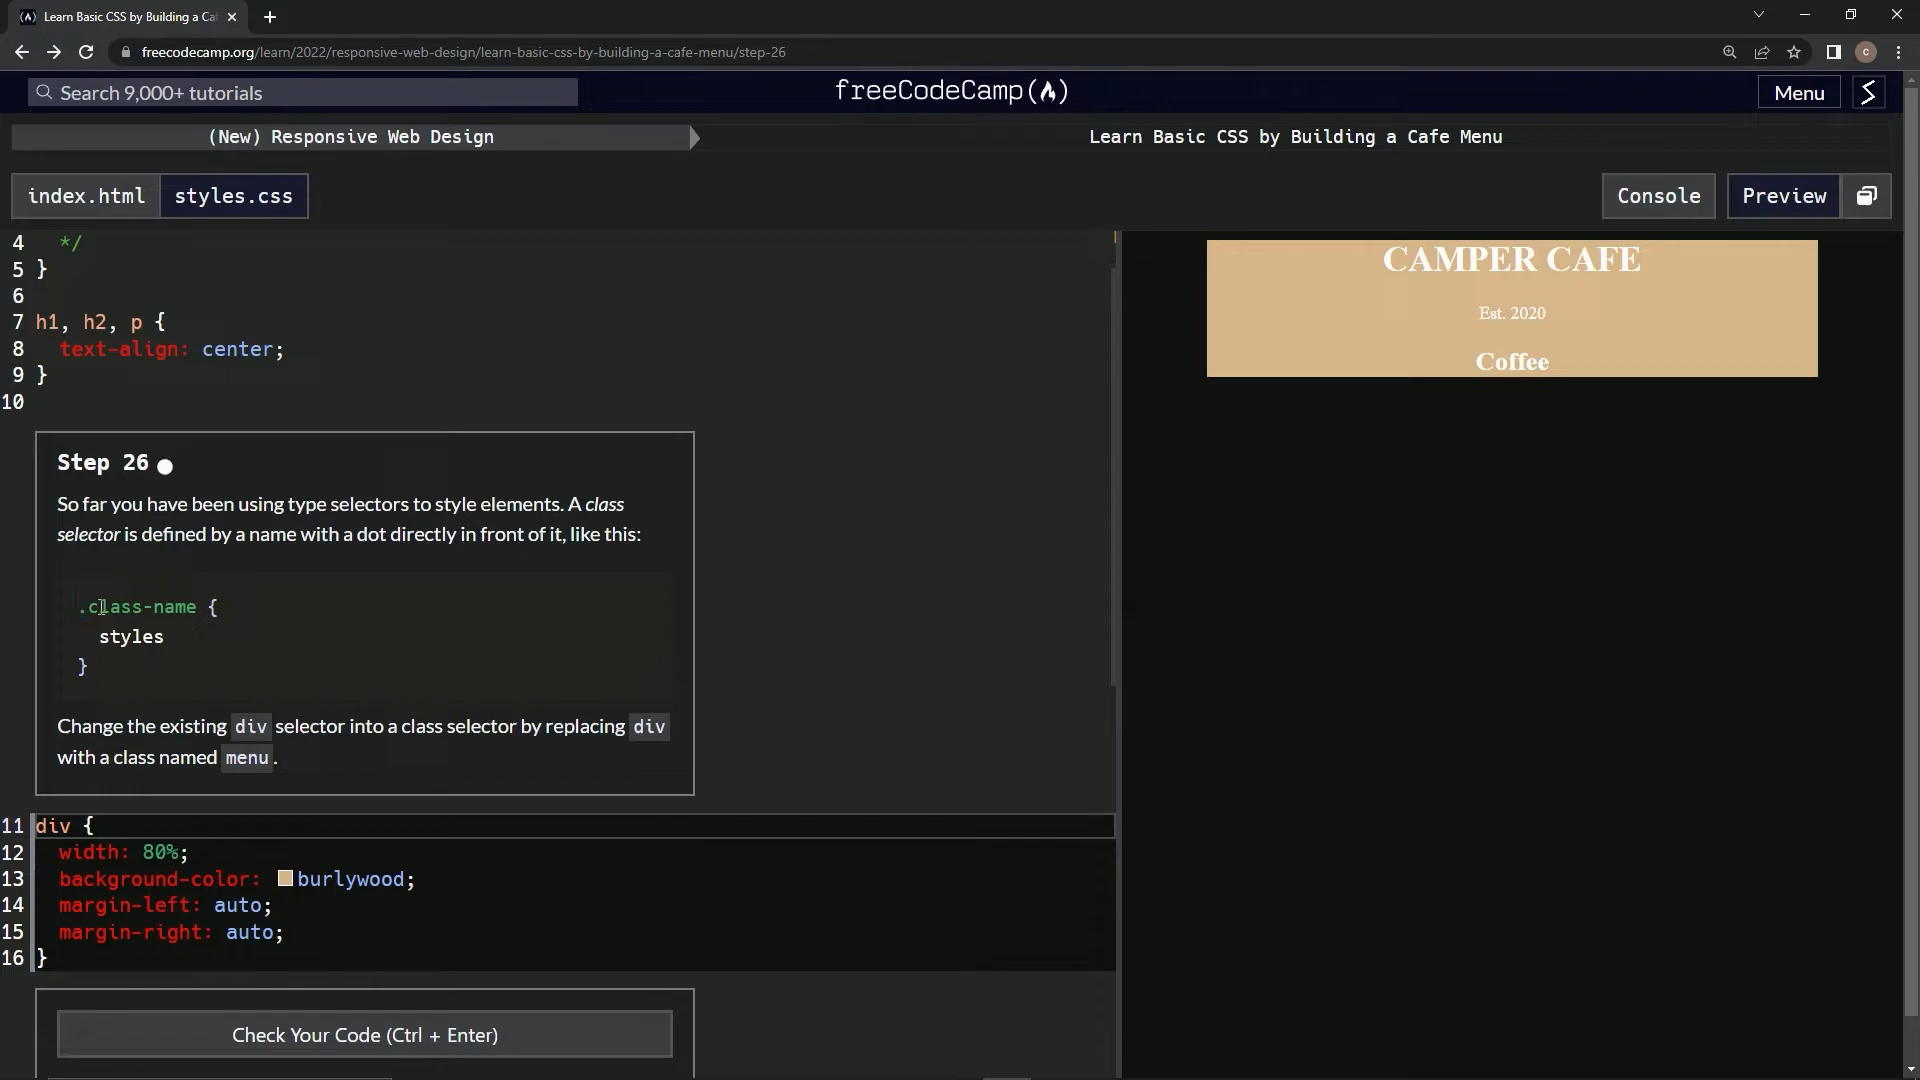 Learn Basic CSS by Building a Ca
freecodecamp.org/learn/2022/responsive-web-design/learn-basic-css-by-building-a-cafe-menu/step-26
c
Search 9,000+ tutorials
freeCodeCamp
Menu
(New) Responsive Web Design
Learn Basic CSS by Building a Cafe Menu
index.html
styles.css
Console
Preview
4   */
5 }
6
7 h1, h2, p {
8   text-align: center;
9 }
10
Step 26
So far you have been using type selectors to style elements. A class
selector is defined by a name with a dot directly in front of it, like this:
.class-name {
styles
}
Change the existing div selector into a class selector by replacing div
with a class named menu.
11 div {
12   width: 80%;
13   background-color: burlywood;
14   margin-left: auto;
15   margin-right: auto;
16 }
Check Your Code (Ctrl + Enter)
CAMPER CAFE
Est. 2020
Coffee